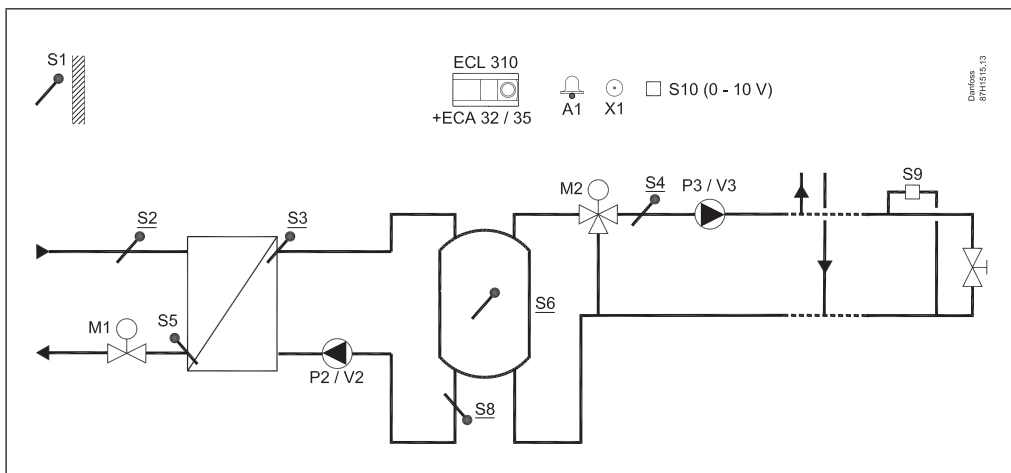 S1
ECL 310
+ECA 32 / 35
A1
X1
S10 (0 - 10 V)
Danfoss
87H1515.13
S2
S3
M2
S4
P3 / V3
S9
M1
S5
S6
P2 / V2
S8